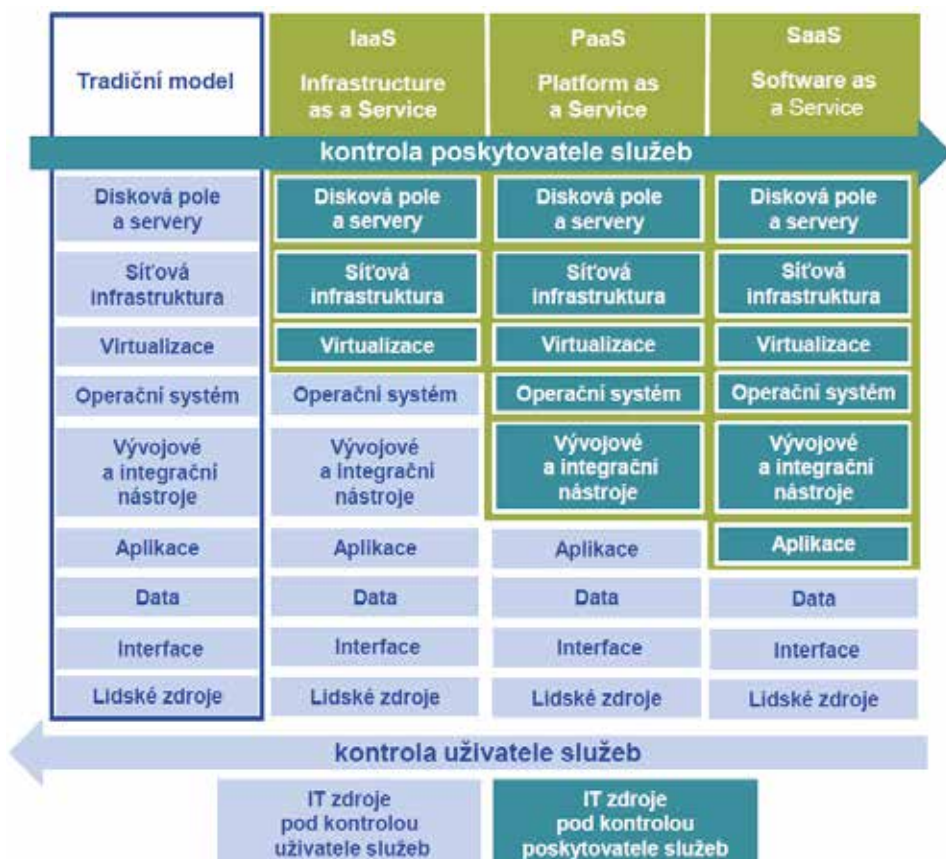 Tradiční model
IaaS
Infrastructure
as a Service
PaaS
Platform as
a Service
SaaS
Software as
a Service
kontrola poskytovatele služeb
Disková pole
a servery
Disková pole
a servery
Disková pole
a servery
Disková pole
a servery
Síťová
infrastruktura
Síťová
infrastruktura
Síťová
infrastruktura
Síťová
infrastruktura
Virtualizace
Virtualizace
Virtualizace
Virtualizace
Operační systém
Operační systém
Operační systém
Operační systém
Vývojové
a integrační
nástroje
Vývojové
a integrační
nástroje
Vývojové
a integrační
nástroje
Vývojové
a integrační
nástroje
Aplikace
Aplikace
Aplikace
Aplikace
Data
Data
Data
Data
Interface
Interface
Interface
Interface
Lidské zdroje
Lidské zdroje
Lidské zdroje
Lidské zdroje
kontrola uživatele služeb
IT zdroje
pod kontrolou
uživatele služeb
IT zdroje
pod kontrolou
poskytovatele služeb